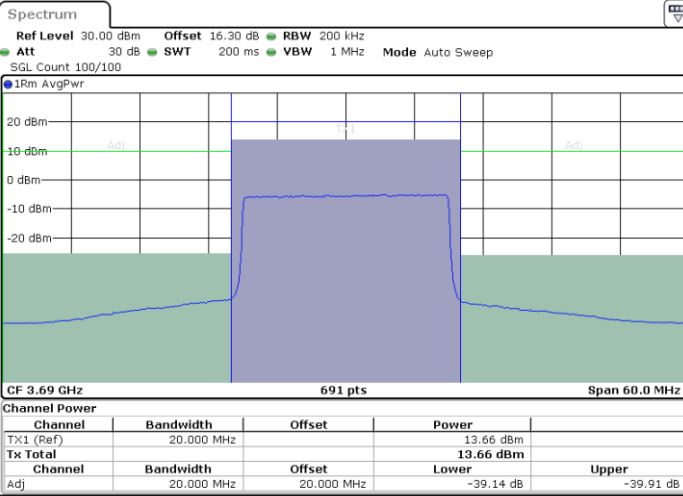 Spectrum
Ref Level 30.00 dBm Offset 16.30 dB RBW 200 kHz
Att 30 dB SWT 200 ms VBW 1 MHz Mode Auto Sweep
SGL Count 100/100
1Rm AvgPwr
20 dBm
TX1
Adj
10 dBm
Adj
0 dBm
-10 dBm
-20 dBm
CF 3.69 GHz 691 pts Span 60.0 MHz
Channel Power
Channel Bandwidth Offset Power
TX1 (Ref) 20.000 MHz 13.66 dBm
Tx Total 13.66 dBm
Channel Bandwidth Offset Lower Upper
Adj 20.000 MHz 20.000 MHz -39.14 dB -39.91 dB